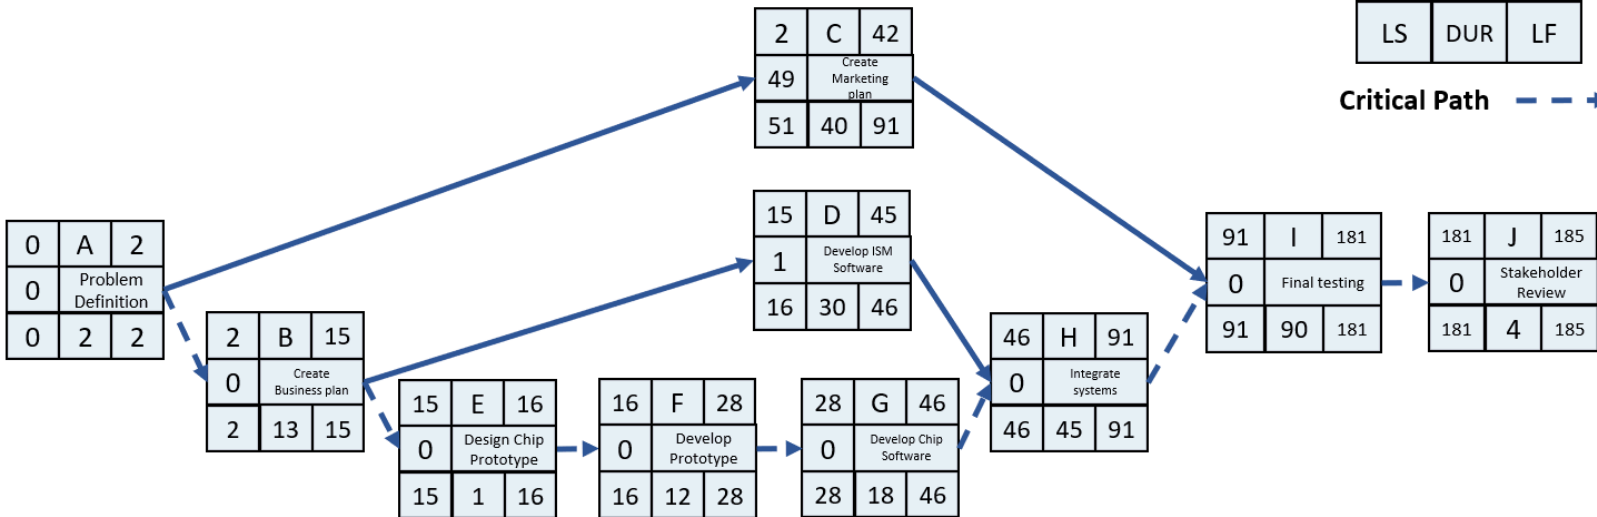 2 C 42
49 Create
Marketing
plan
51 40 91
LS DUR LF
Critical Path
15 D 45
1 Develop ISM
Software
16 30 46
0 A 2
0 Problem
Definition
0 2 2
2 B 15
0 Create
Business plan
2 13 15
15 E 16
0 Design Chip
Prototype
15 1 16
16 F 28
0 Develop
Prototype
16 12 28
28 G 46
0 Develop Chip
Software
28 18 46
46 H 91
0 Integrate
systems
46 45 91
91 I 181
0 Final testing
91 90 181
181 J 185
0 Stakeholder
Review
181 4 185